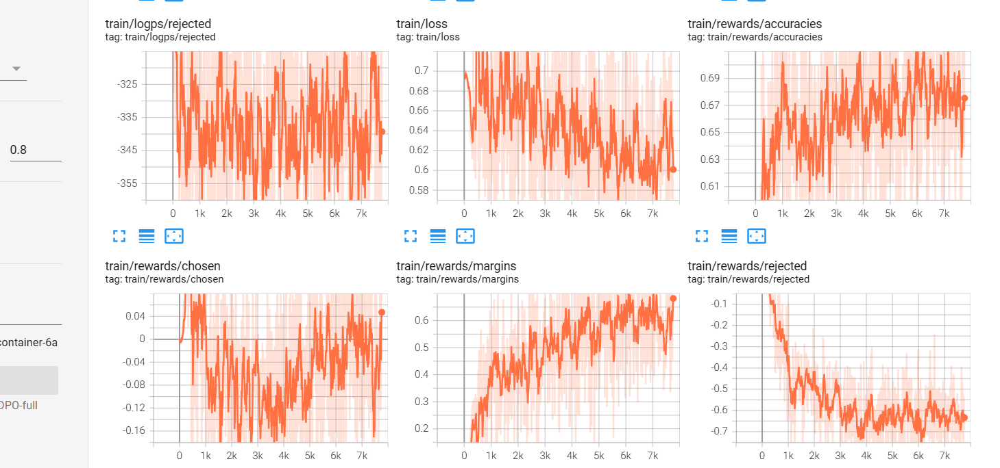 0.8
container-6a
DPO-full
train/logps/rejected
tag: train/logps/rejected
-325
-335
-345
-355
0 1k 2k 3k 4k 5k 6k 7k
train/loss
tag: train/loss
0.7
0.68
0.66
0.64
0.62
0.6
0.58
0 1k 2k 3k 4k 5k 6k 7k
train/rewards/accuracies
tag: train/rewards/accuracies
0.69
0.67
0.65
0.63
0.61
0 1k 2k 3k 4k 5k 6k 7k
train/rewards/chosen
tag: train/rewards/chosen
0.04
0
-0.04
-0.08
-0.12
-0.16
0 1k 2k 3k 4k 5k 6k 7k
train/rewards/margins
tag: train/rewards/margins
0.6
0.5
0.4
0.3
0.2
0 1k 2k 3k 4k 5k 6k 7k
train/rewards/rejected
tag: train/rewards/rejected
-0.1
-0.2
-0.3
-0.4
-0.5
-0.6
-0.7
0 1k 2k 3k 4k 5k 6k 7k